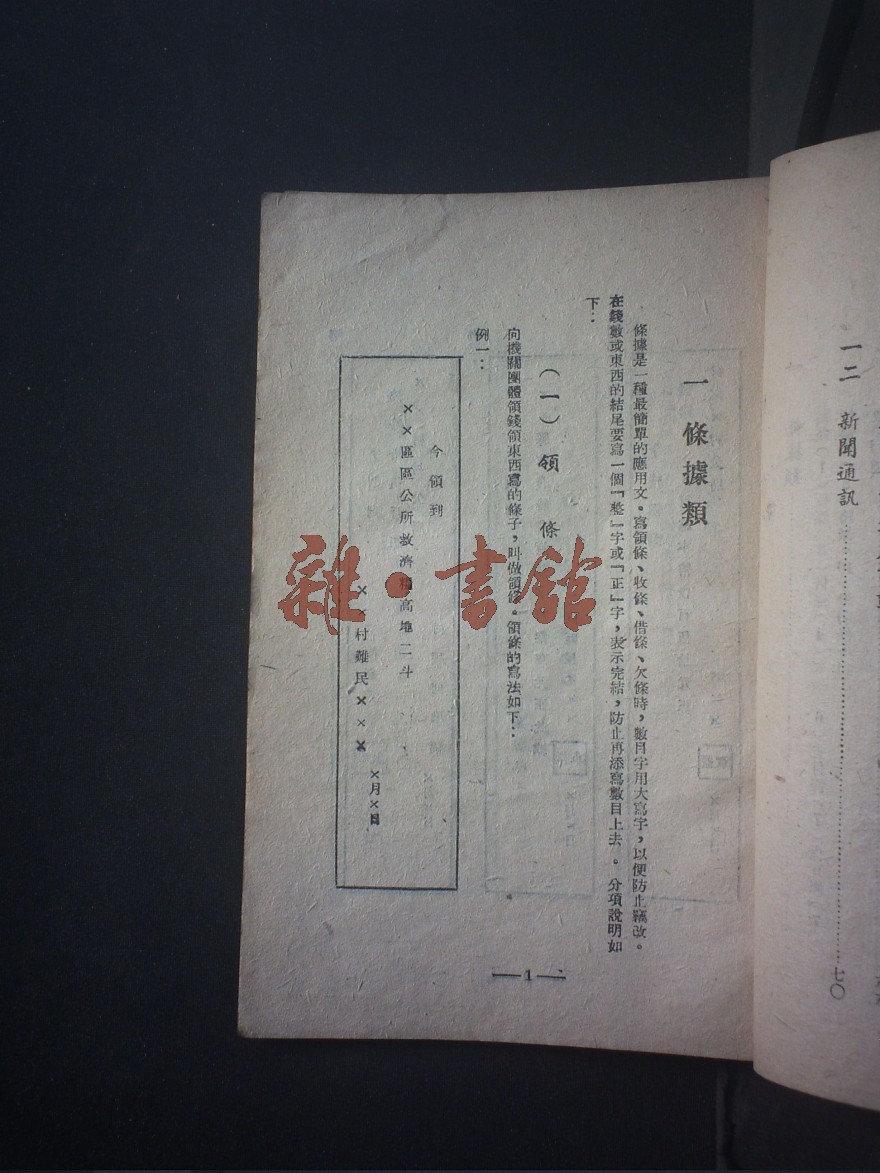 一二　新聞通訊……七〇
一　條據類
條據是一種最簡單的應用文。寫領條、收條、借條、欠條時，數目字用大寫字，以便防止竄改。
在錢數或東西的結尾要寫一個「整」字或「正」字，表示完結，防止再添寫數目上去。分項說明如
下：
（一）領　條
向機關團體領錢領東西寫的條子，叫做領條。領條的寫法如下：
例一：
今領到
××區區公所救濟糧高粱二斗
××村難民×××
×月×日
—1—
雜·書館